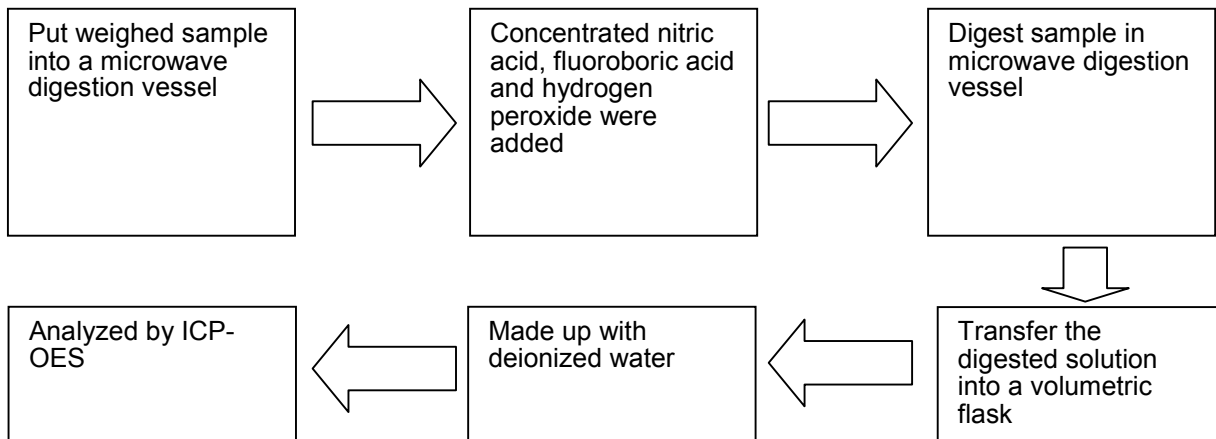 Put weighed sample
into a microwave
digestion vessel
Concentrated nitric
acid, fluoroboric acid
and hydrogen
peroxide were
added
Digest sample in
microwave digestion
vessel
Transfer the
digested solution
into a volumetric
flask
Made up with
deionized water
Analyzed by ICP-
OES